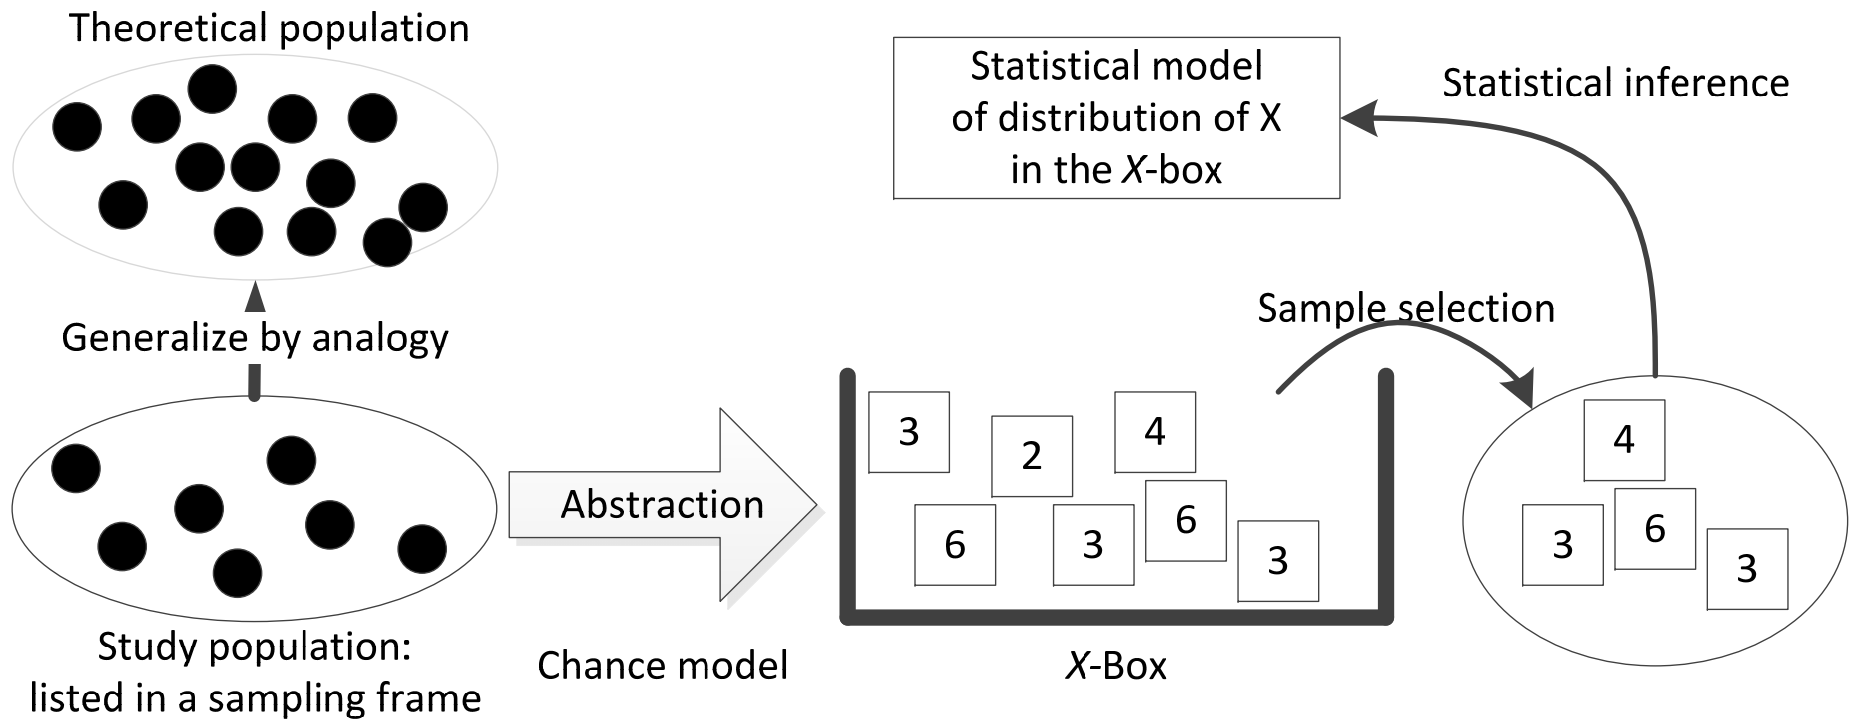 Theoretical population
Generalize by analogy
Study population:
listed in a sampling frame
Abstraction
Chance model
Statistical model
of distribution of X
in the X-box
Statistical inference
Sample selection
3
2
4
6
3
6
3
X-Box
4
3
6
3